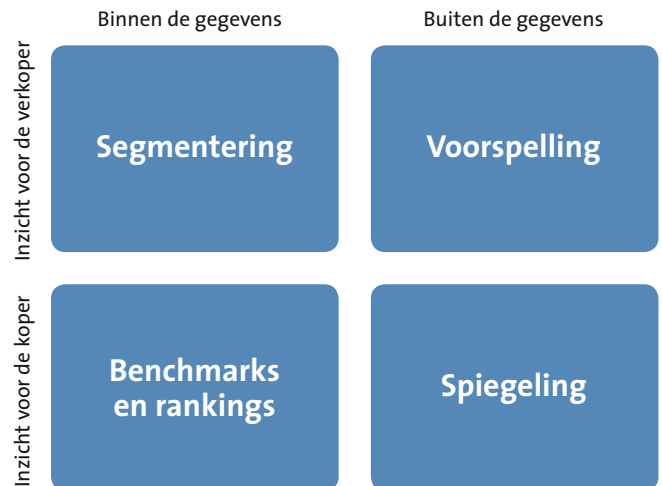 Binnen de gegevens
Buiten de gegevens
Inzicht voor de verkoper
Segmentering
Voorspelling
Inzicht voor de koper
Benchmarks
en rankings
Spiegeling